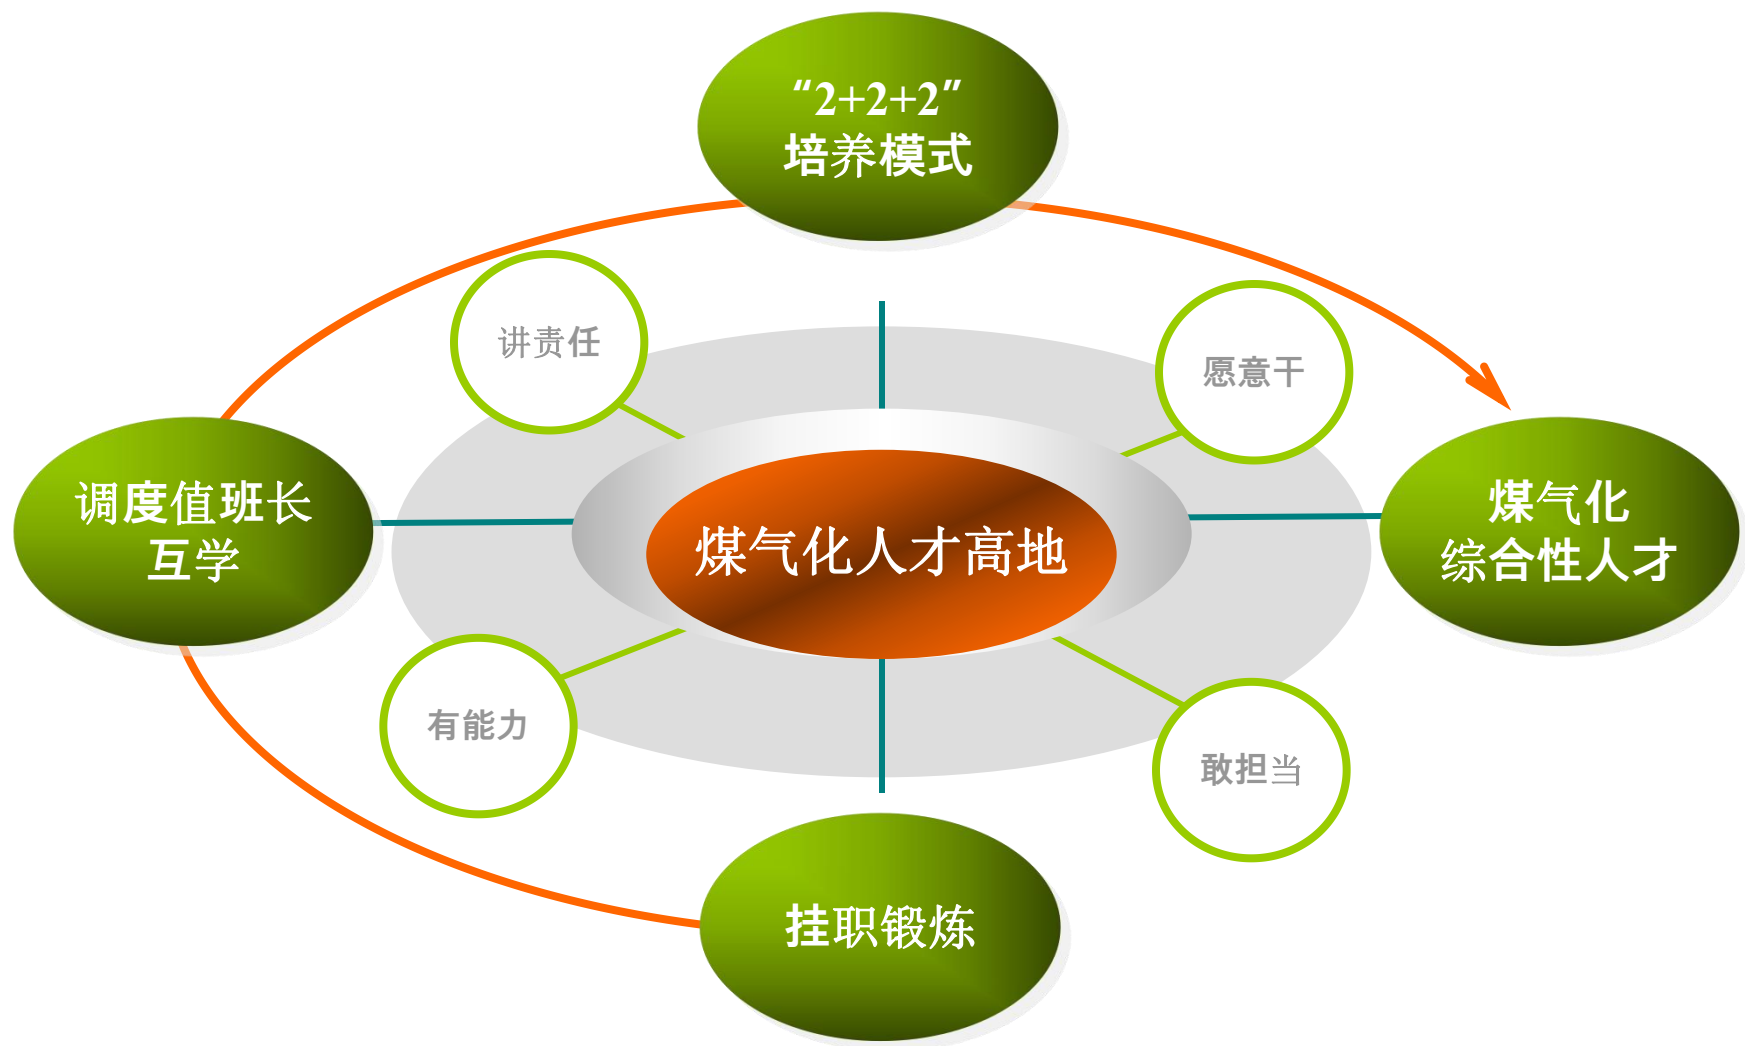 “2+2+2”
培养模式
讲责任
愿意干
调度值班长
互学
煤气化人才高地
煤气化
综合性人才
有能力
敢担当
挂职锻炼